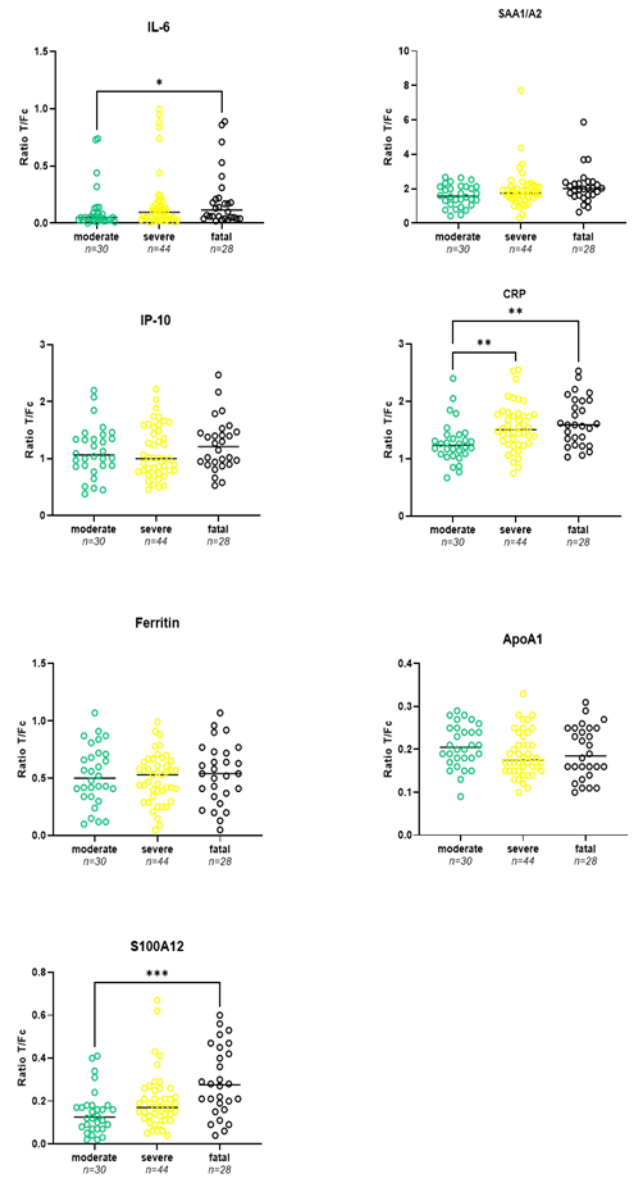 IL-6
1.5
1.0
0.5
0.0
Ratio T/Fc
*
moderate severe fatal
n=30 n=44 n=28
SAA1/A2
10
8
6
4
2
0
Ratio T/Fc
moderate severe fatal
n=30 n=44 n=28
IP-10
3
2
1
0
Ratio T/Fc
moderate severe fatal
n=30 n=44 n=28
CRP
**
**
3
2
1
0
Ratio T/Fc
moderate severe fatal
n=30 n=44 n=28
Ferritin
1.5
1.0
0.5
0.0
Ratio T/Fc
moderate severe fatal
n=30 n=44 n=28
ApoA1
0.4
0.3
0.2
0.1
0.0
Ratio T/Fc
moderate severe fatal
n=30 n=44 n=28
S100A12
0.8
0.6
0.4
0.2
0.0
Ratio T/Fc
***
moderate severe fatal
n=30 n=44 n=28